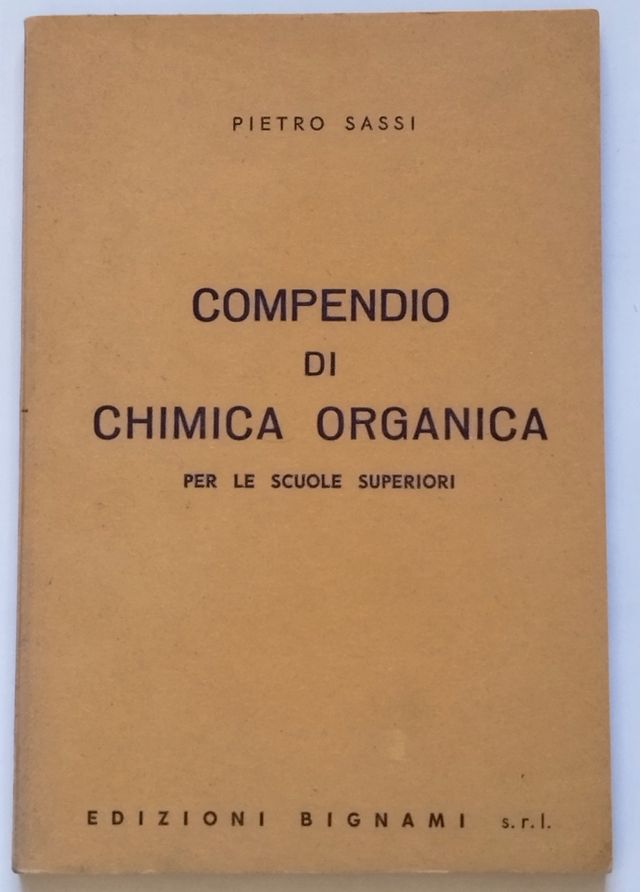 PIETRO SASSI
COMPENDIO
DI
CHIMICA ORGANICA
PER LE SCUOLE SUPERIORI
EDIZIONI BIGNAMI s.r.l.